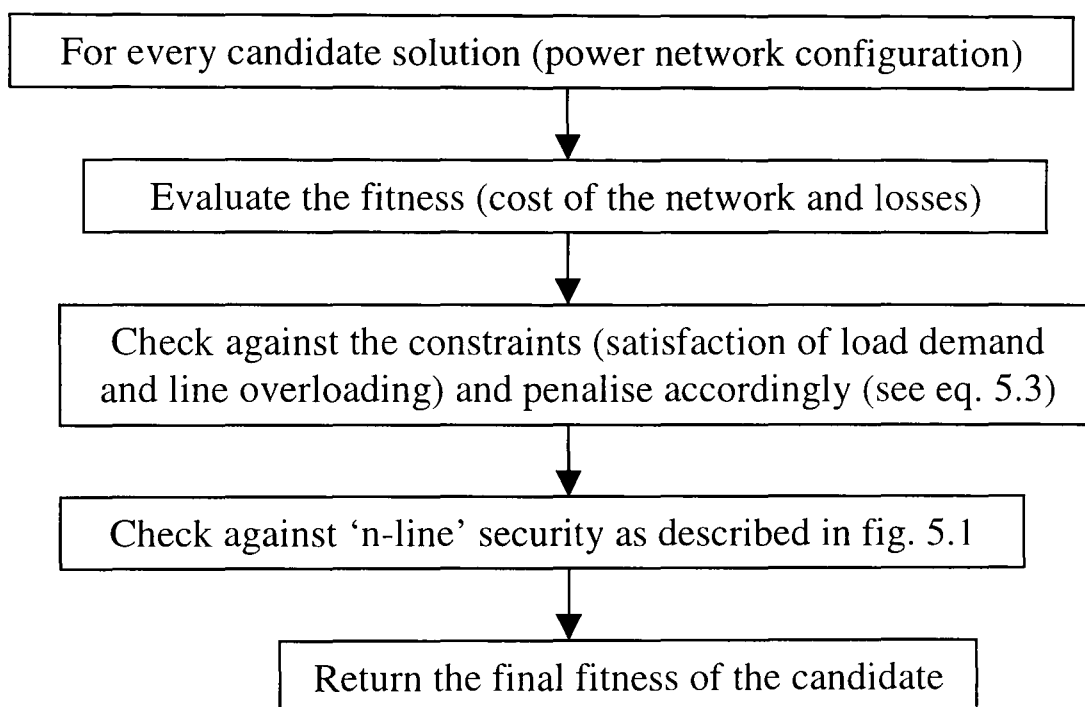 For every candidate solution (power network configuration)
Evaluate the fitness (cost of the network and losses)
Check against the constraints (satisfaction of load demand
and line overloading) and penalise accordingly (see eq. 5.3)
Check against ‘n-line’ security as described in fig. 5.1
Return the final fitness of the candidate